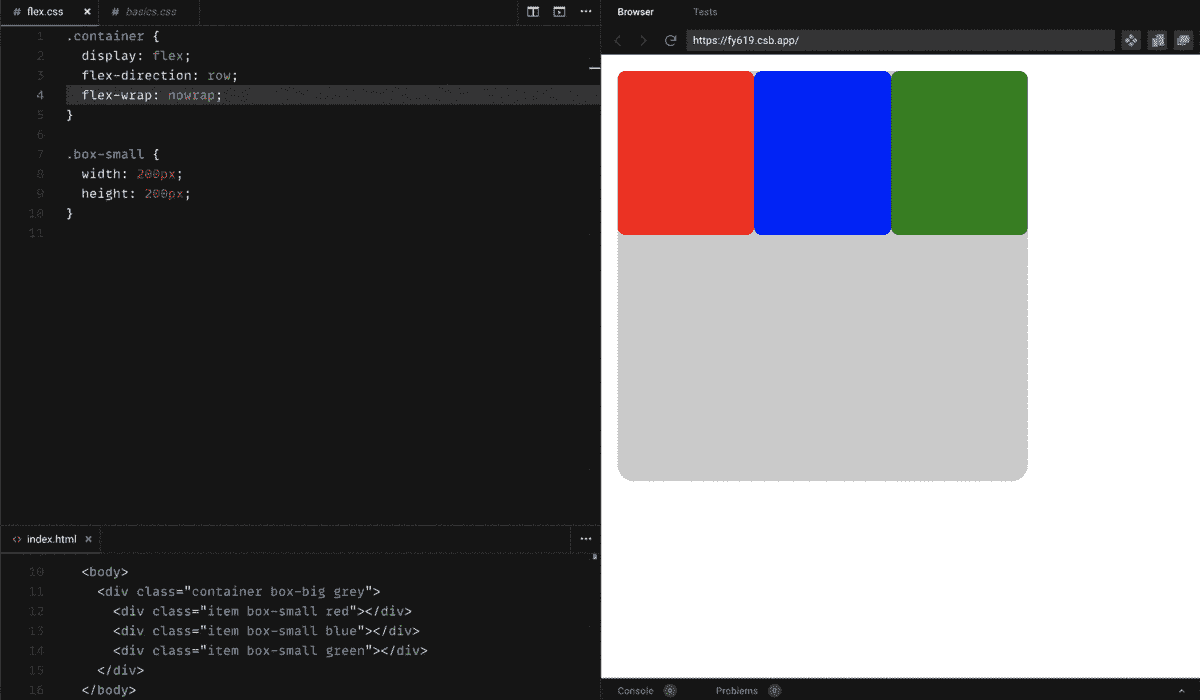 # flex.css ×
# basics.css
1 .container {
2 display: flex;
3 flex-direction: row;
4 flex-wrap: nowrap;
5 }
6
7 .box-small {
8 width: 200px;
9 height: 200px;
10 }
11
<> index.html ×
10 <body>
11 <div class="container box-big grey">
12 <div class="item box-small red"></div>
13 <div class="item box-small blue"></div>
14 <div class="item box-small green"></div>
15 </div>
16 </body>
Browser Tests
https://fy619.csb.app/
Console 0 Problems 0